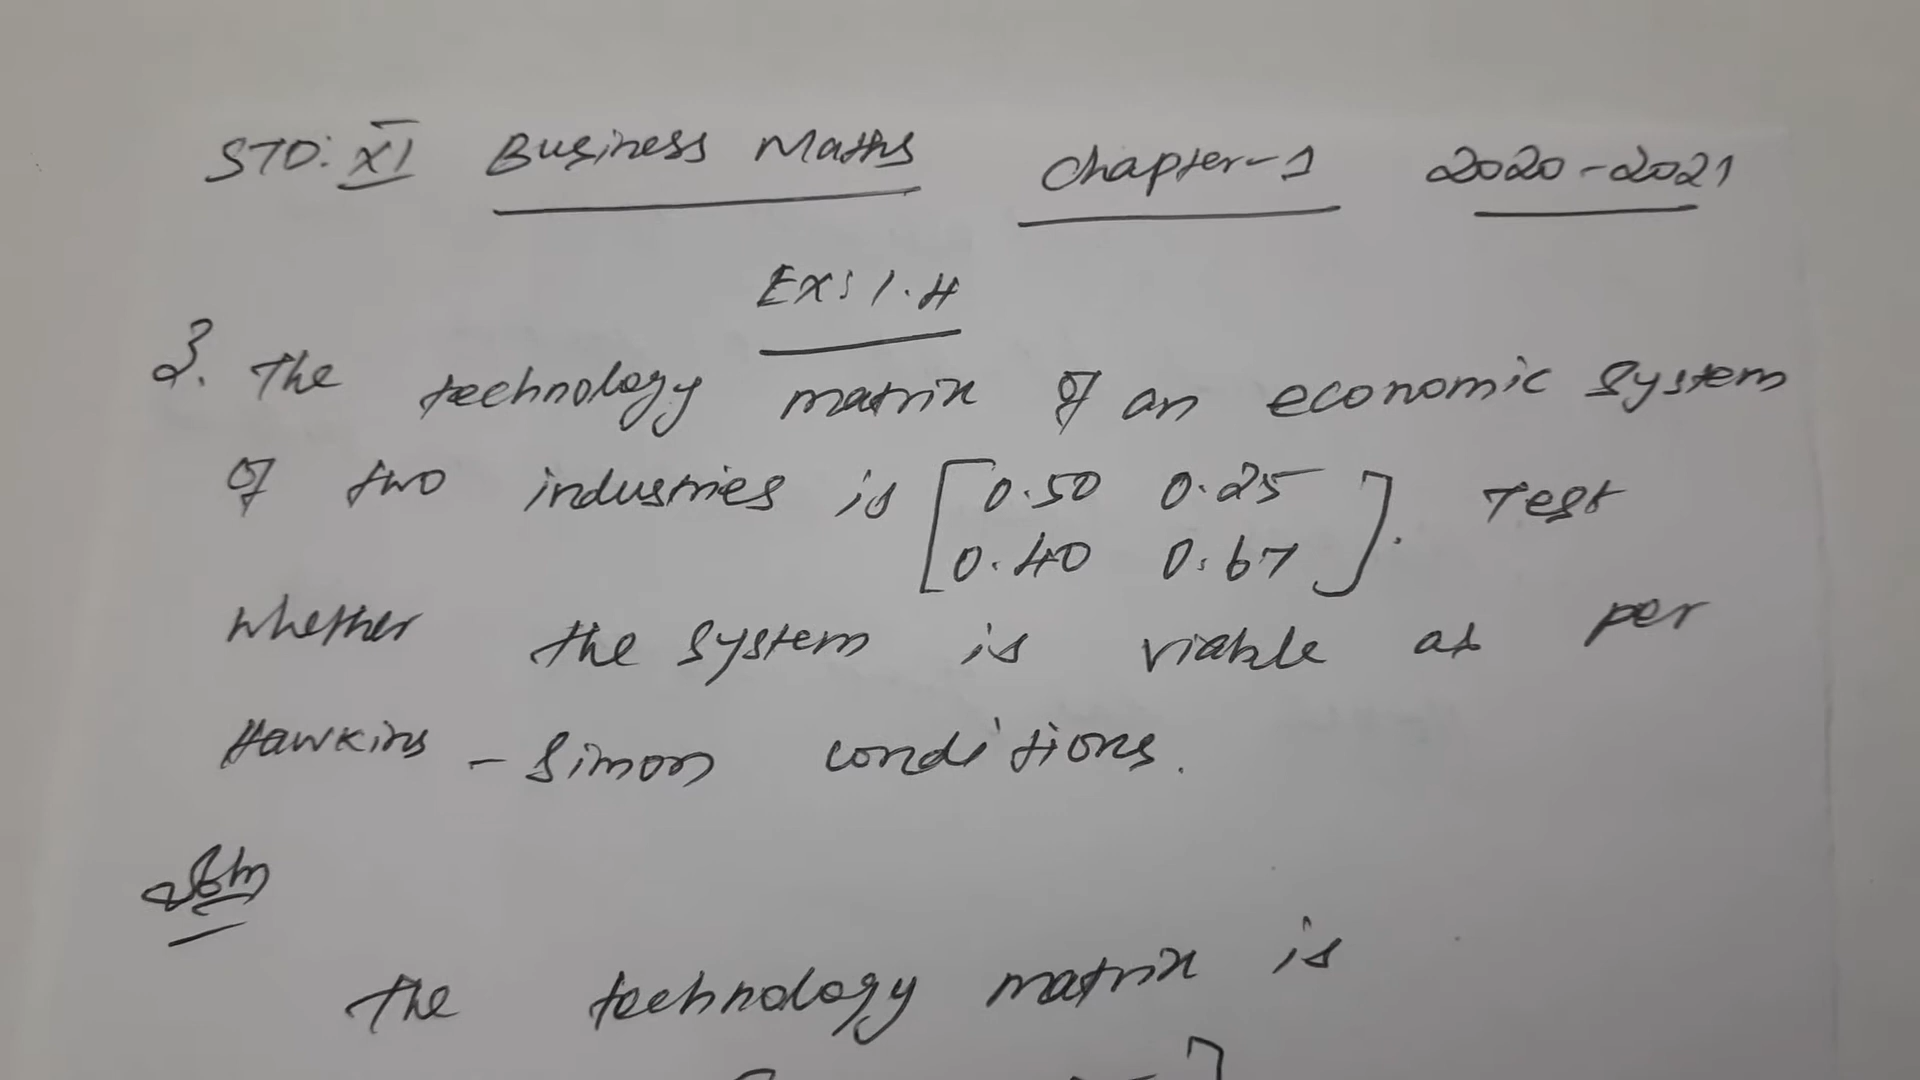 STD: XI Business Maths Chapter-1 2020-2021
Ex: 1.4
3. The technology matrix of an economic system
of two industries is [0.50 0.25
0.40 0.67]. Test
whether the system is viable as per
Hawkins - Simon conditions.
Soln
The technology matrix is